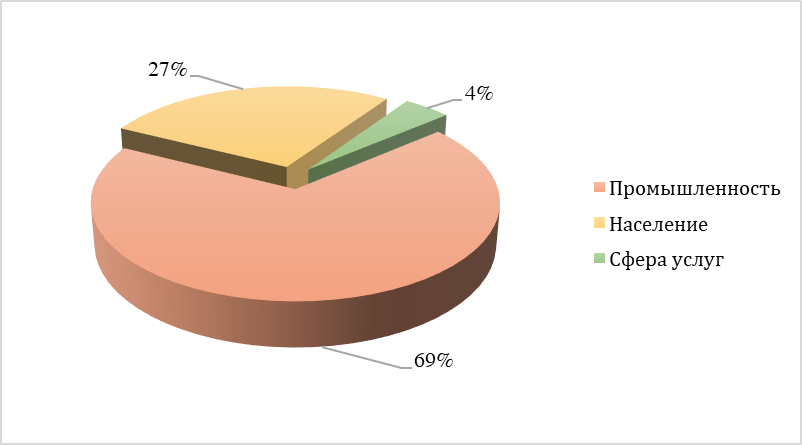 27%
4%
Промышленность
Население
Сфера услуг
69%